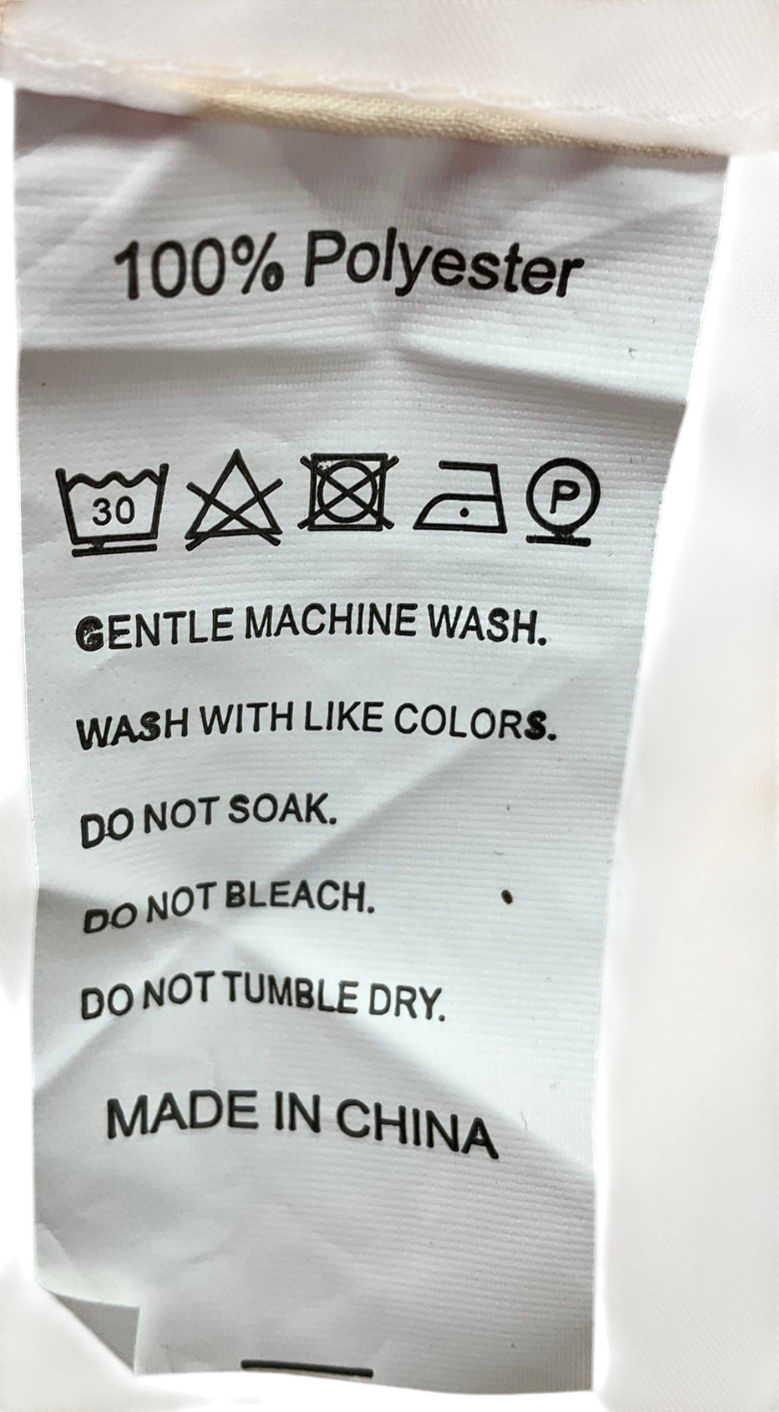 100% Polyester
30 P
GENTLE MACHINE WASH.
WASH WITH LIKE COLORS.
DO NOT SOAK.
DO NOT BLEACH.
DO NOT TUMBLE DRY.
MADE IN CHINA